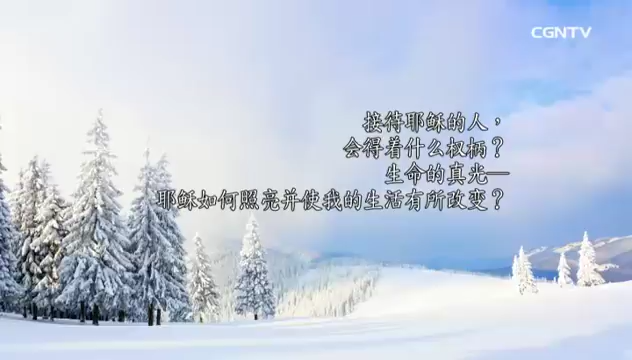 CGNTV
接待耶稣的人，
会得着什么权柄？
生命的真光—
耶稣如何照亮并使我的生活有所改变？